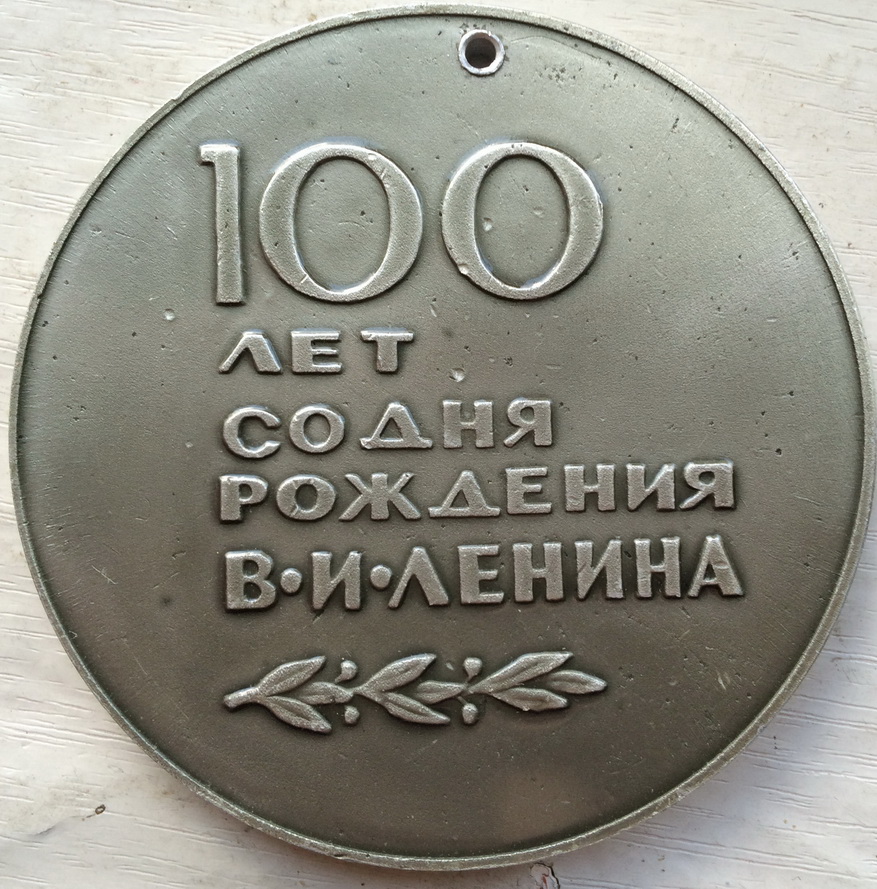 100
ЛЕТ
СО ДНЯ
РОЖДЕНИЯ
В•И•ЛЕНИНА